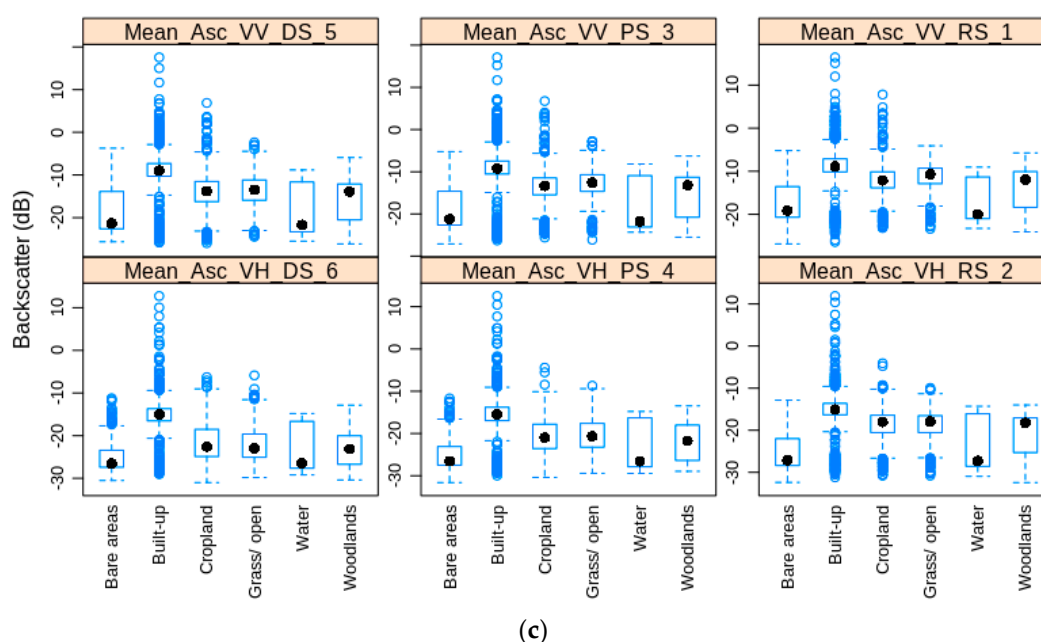 Mean_Asc_VV_DS_5 Mean_Asc_VV_PS_3 Mean_Asc_VV_RS_1
10 10 10
0 0 0
-10 -10 -10
-20 -20 -20
Backscatter (dB)
Mean_Asc_VH_DS_6 Mean_Asc_VH_PS_4 Mean_Asc_VH_RS_2
10 10 10
0 0 0
-10 -10 -10
-20 -20 -20
-30 -30 -30
Bare areas Built-up Cropland Grass/ open Water Woodlands Bare areas Built-up Cropland Grass/ open Water Woodlands Bare areas Built-up Cropland Grass/ open Water Woodlands
(c)